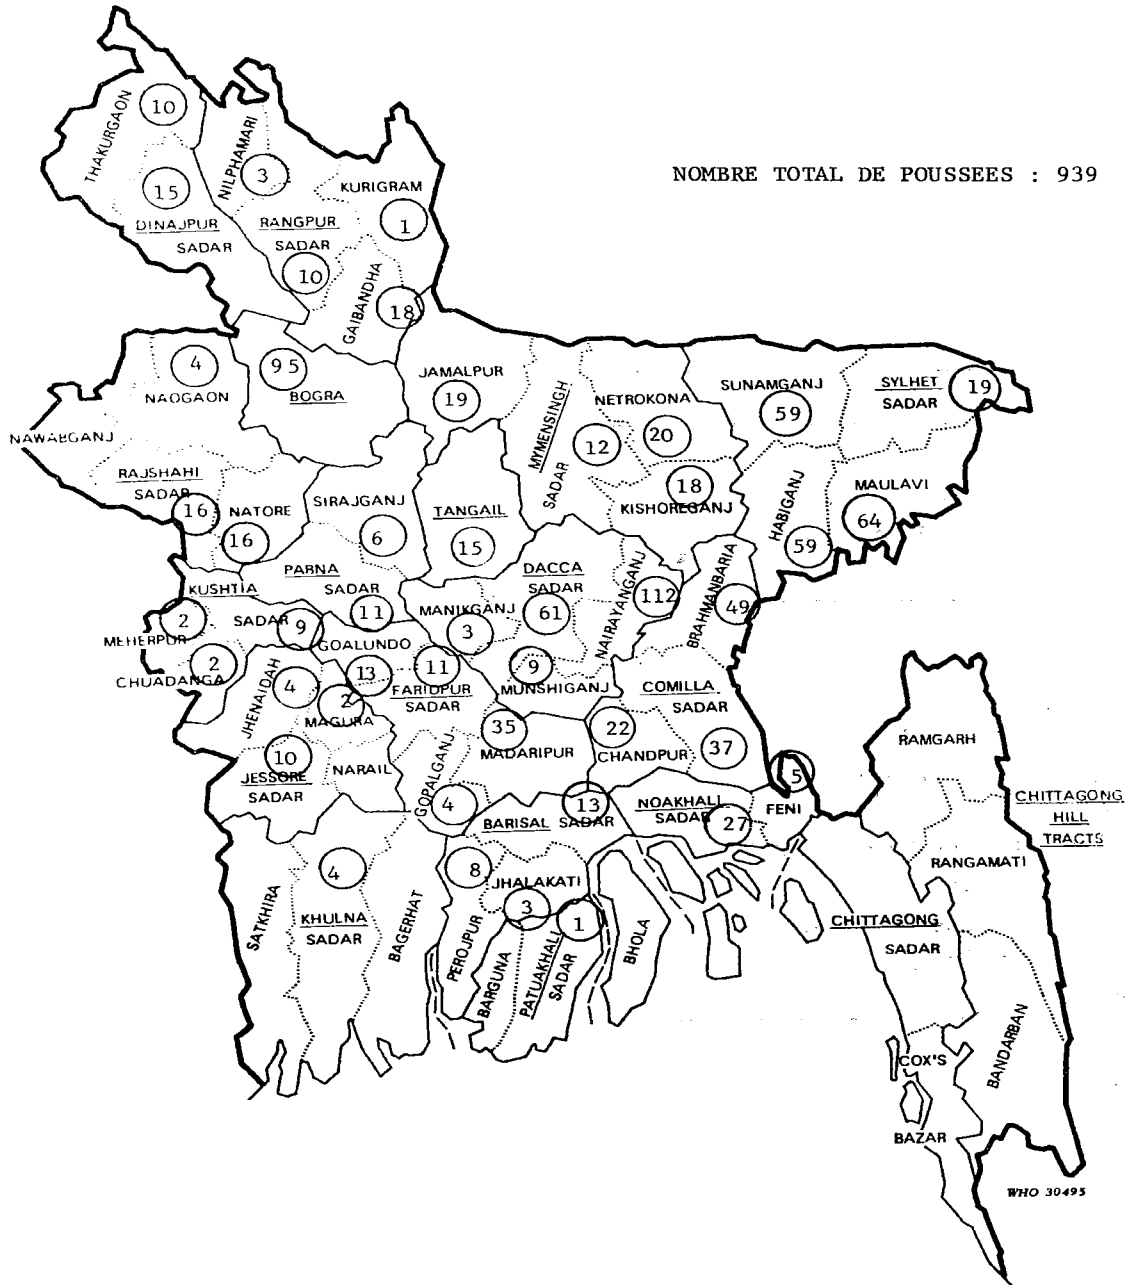 NOMBRE TOTAL DE POUSSEES : 939
THAKURGAON
10
NILPHAMARI
3
15
DINAJPUR
SADAR
RANGPUR
SADAR
10
KURIGRAM
1
GAIBANDHA
18
4
NAOGAON
95
BOGRA
NAWABGANJ
RAJSHAHI
SADAR
16
NATORE
16
JAMALPUR
19
MYMENSINGH
SADAR
12
NETROKONA
20
18
KISHOREGANJ
SUNAMGANJ
59
SYLHET
SADAR
19
HABIGANJ
59
MAULAVI
64
SIRAJGANJ
6
TANGAIL
15
PARNA
SADAR
11
KUSHTIA
SADAR
9
2
MEHERPUR
2
CHUADANGA
MANIKGANJ
3
DACCA
SADAR
61
NAIRAYANGANJ
112
BRAHMANBARIA
49
GOALUNDO
13
11
FARIDPUR
SADAR
9
MUNSHIGANJ
JHENAIDAH
4
2
MAGURA
10
JESSORE
SADAR
NARAIL
GOPALGANJ
4
35
MADARIPUR
22
CHANDPUR
COMILLA
SADAR
37
5
FENI
NOAKHALI
SADAR
27
13
BARISAL SADAR
8
JHALAKATI
3
1
PEROJPUR
BARGUNA
PATUAKHALI
SADAR
BHOLA
SATKHIRA
4
KHULNA
SADAR
BAGERHAT
RAMGARH
CHITTAGONG
HILL
TRACTS
RANGAMATI
CHITTAGONG
SADAR
COX'S
BAZAR
BANDARBAN
WHO 30495